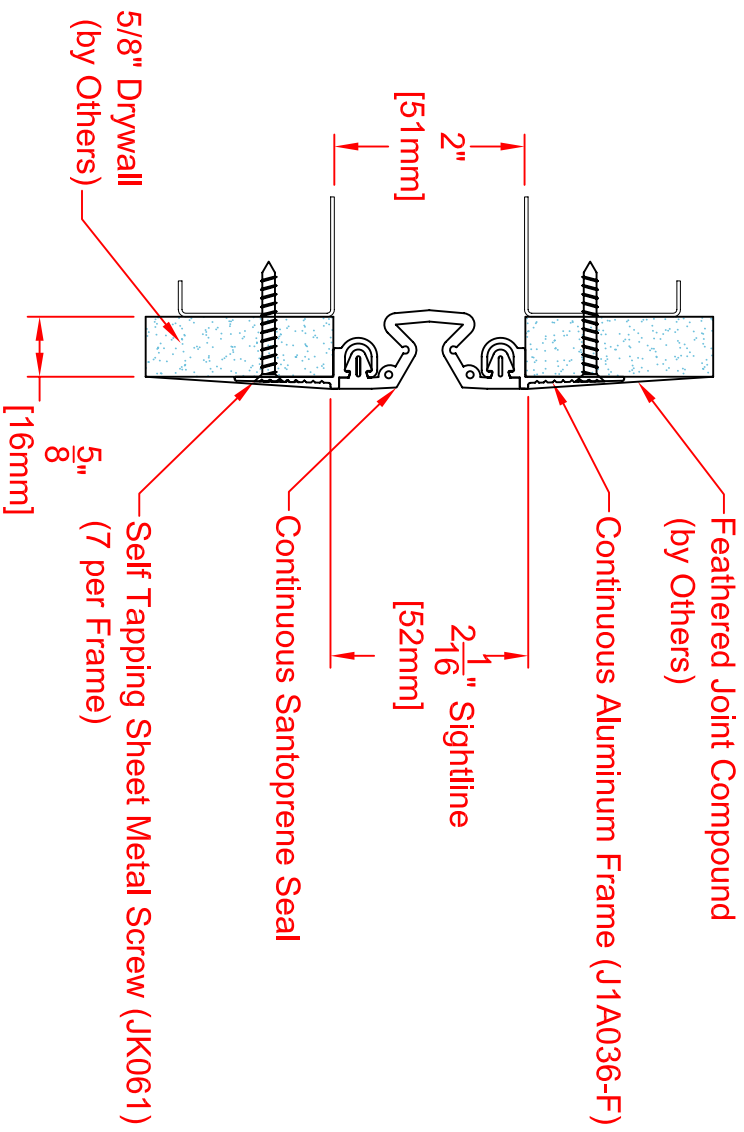 Feathered Joint Compound
(by Others)
Continuous Aluminum Frame (J1A036-F)
2"
[51mm]
2 1/16" Sightline
[52mm]
Continuous Santoprene Seal
5/8" Drywall
(by Others)
5/8"
[16mm]
Self Tapping Sheet Metal Screw (JK061)
(7 per Frame)